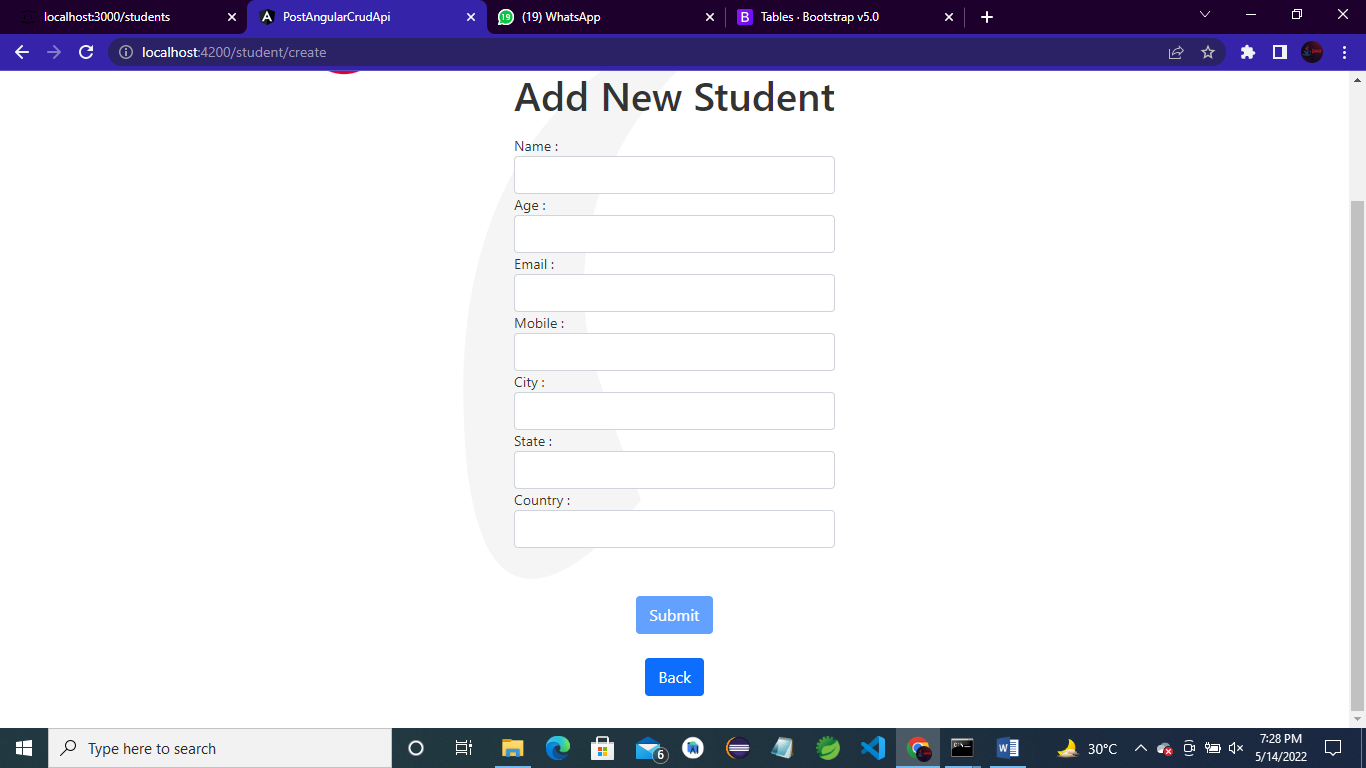 localhost:3000/students
PostAngularCrudApi
(19) WhatsApp
Tables · Bootstrap v5.0
localhost:4200/student/create
Add New Student
Name :
Age :
Email :
Mobile :
City :
State :
Country :
Submit
Back
Type here to search
6
30°C
7:28 PM
5/14/2022